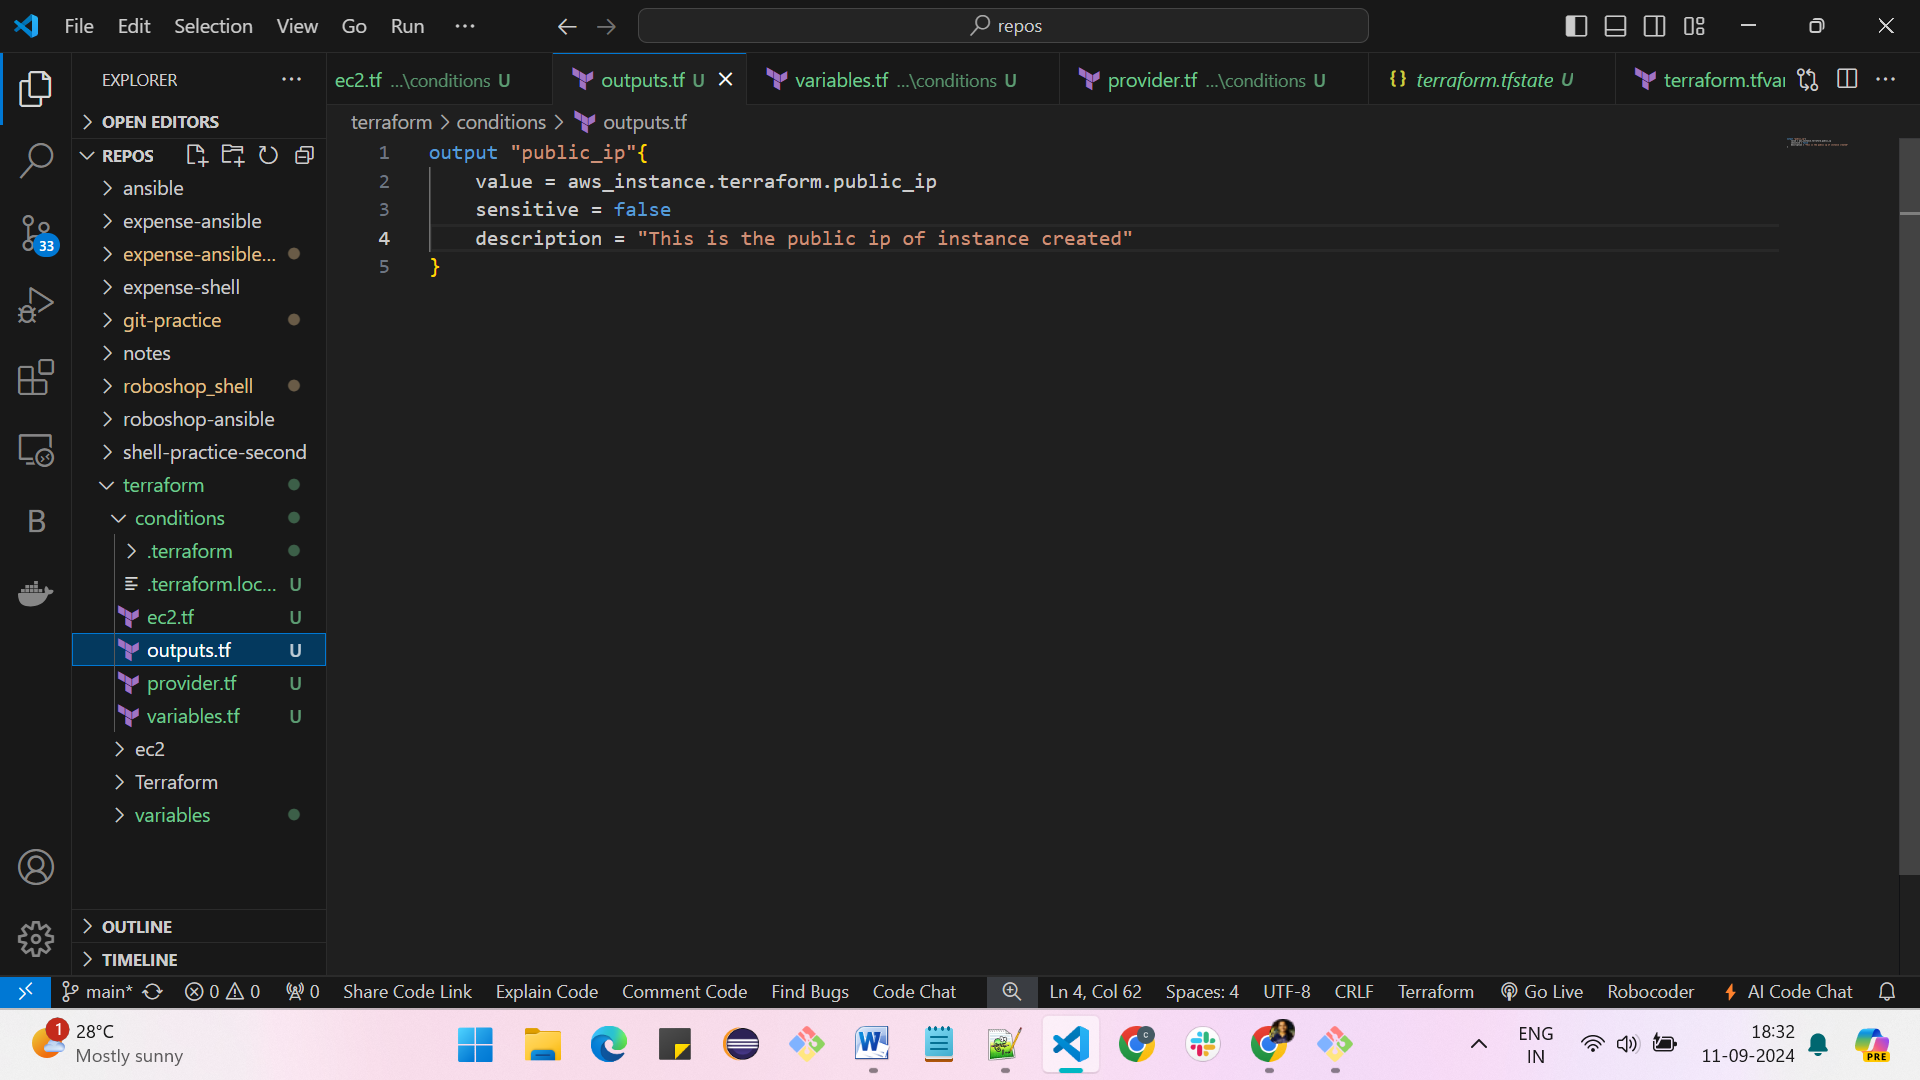 File Edit Selection View Go Run ··· repos
EXPLORER ···
ec2.tf ...\conditions U outputs.tf U variables.tf ...\conditions U provider.tf ...\conditions U {} terraform.tfstate U terraform.tfvar ···
OPEN EDITORS
terraform > conditions > outputs.tf
REPOS
ansible
expense-ansible
expense-ansible...
expense-shell
git-practice
notes
roboshop_shell
roboshop-ansible
shell-practice-second
terraform
conditions
.terraform
.terraform.loc... U
ec2.tf U
outputs.tf U
provider.tf U
variables.tf U
ec2
Terraform
variables
OUTLINE
TIMELINE
33
B
1 output "public_ip"{
2 value = aws_instance.terraform.public_ip
3 sensitive = false
4 description = "This is the public ip of instance created"
5 }
main* 0 0 0 Share Code Link Explain Code Comment Code Find Bugs Code Chat Ln 4, Col 62 Spaces: 4 UTF-8 CRLF Terraform Go Live Robocoder AI Code Chat
1 28°C
Mostly sunny
W
c
ENG
IN
18:32
11-09-2024
PRE